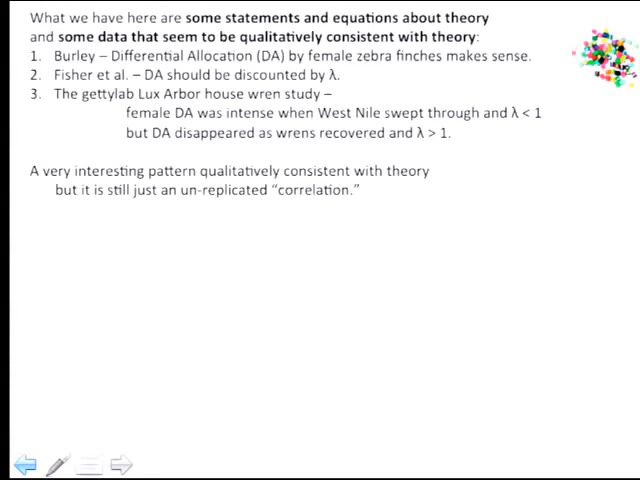 What we have here are some statements and equations about theory
and some data that seem to be qualitatively consistent with theory:
1. Burley – Differential Allocation (DA) by female zebra finches makes sense.
2. Fisher et al. – DA should be discounted by λ.
3. The gettylab Lux Arbor house wren study –
female DA was intense when West Nile swept through and λ < 1
but DA disappeared as wrens recovered and λ > 1.
A very interesting pattern qualitatively consistent with theory
but it is still just an un-replicated “correlation.”